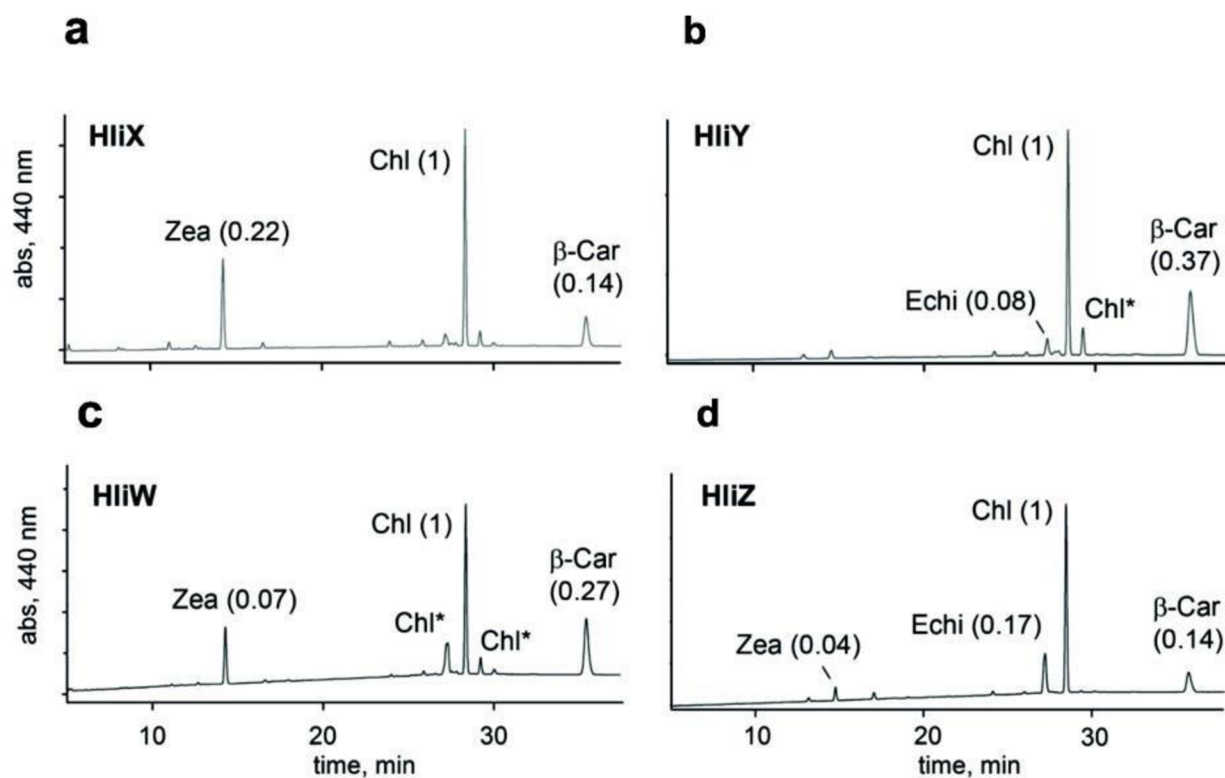 a
HliX
abs, 440 nm
Zea (0.22)
Chl (1)
β-Car
(0.14)
b
HliY
Echi (0.08)
Chl (1)
Chl*
β-Car
(0.37)
c
HliW
abs, 440 nm
Zea (0.07)
Chl*
Chl (1)
Chl*
β-Car
(0.27)
10 20 30
time, min
d
HliZ
Zea (0.04)
Echi (0.17)
Chl (1)
β-Car
(0.14)
10 20 30
time, min